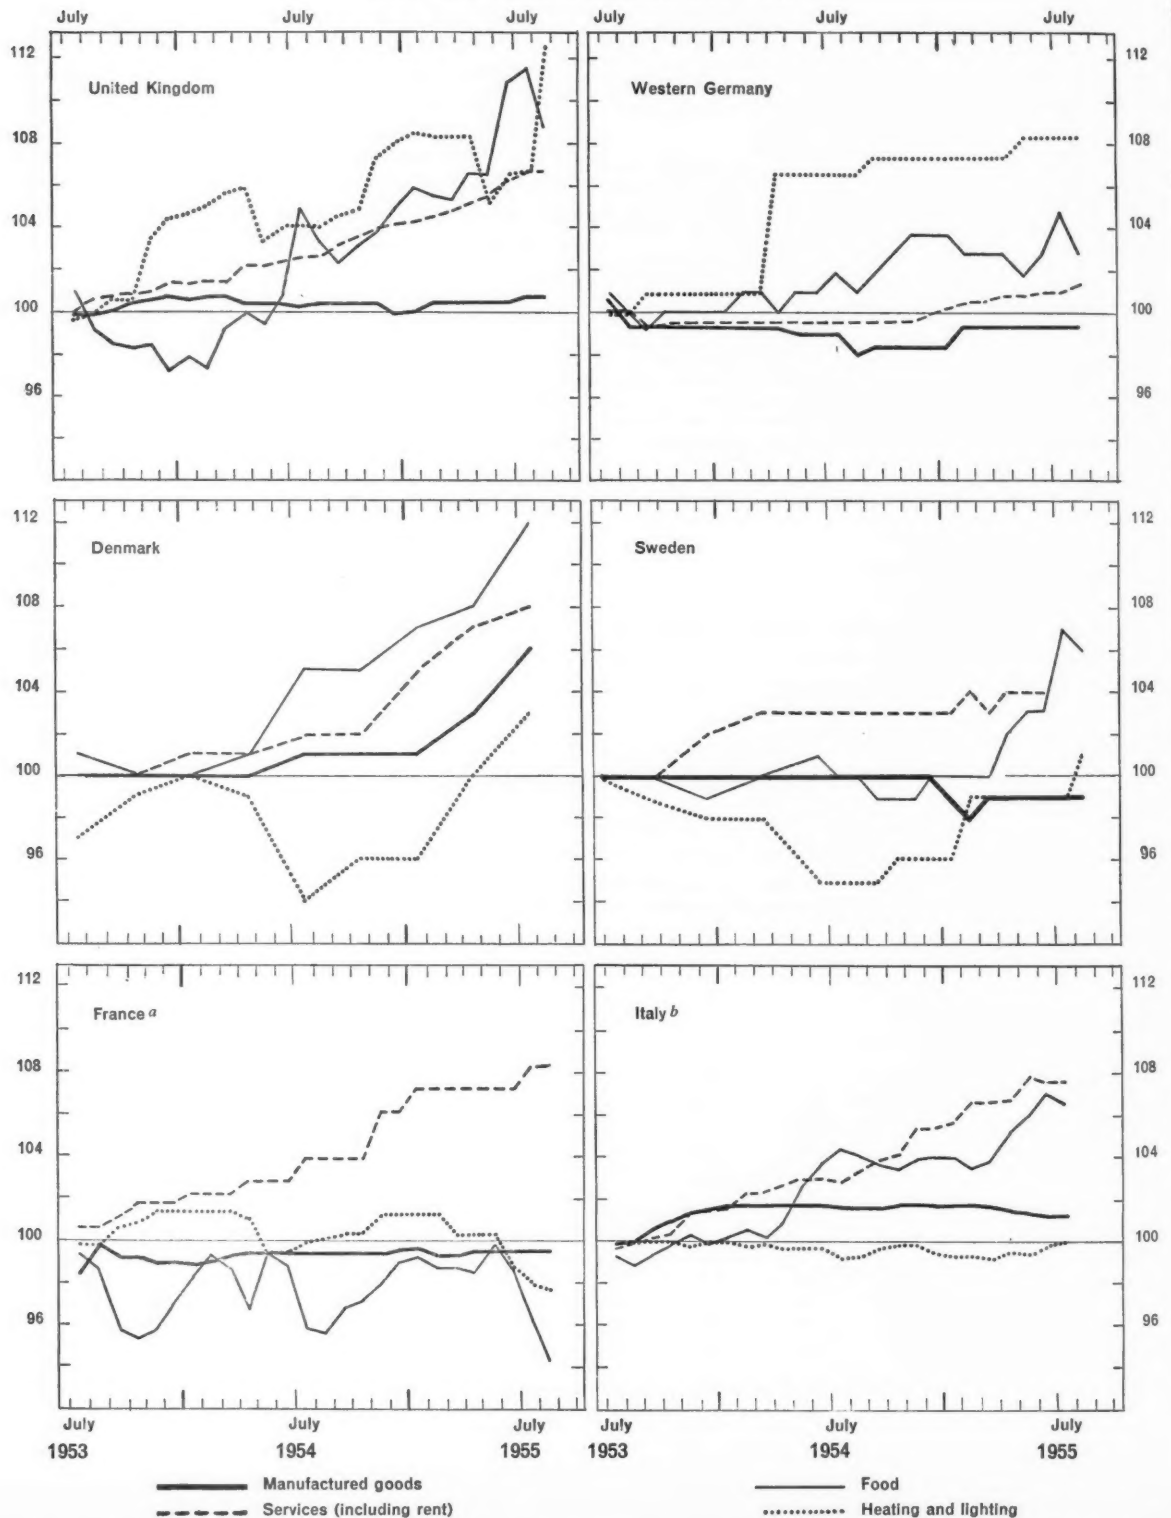 July July July July July July
112 112
United Kingdom Western Germany
108 108
104 104
100 100
96 96
112 112
Denmark Sweden
108 108
104 104
100 100
96 96
112 112
France a Italy b
108 108
104 104
100 100
96 96
July July July July July July
1953 1954 1955 1953 1954 1955
Manufactured goods Food
Services (including rent) Heating and lighting